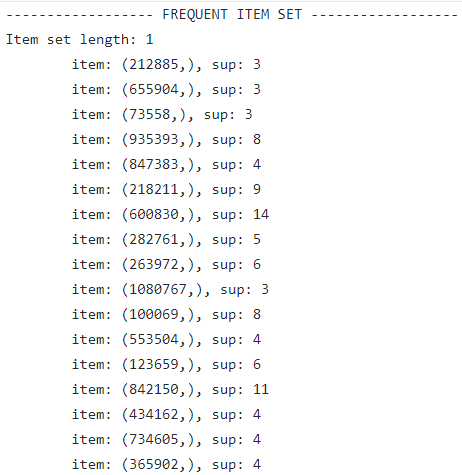 ------------------ FREQUENT ITEM SET ------------------
Item set length: 1
        item: (212885,), sup: 3
        item: (655904,), sup: 3
        item: (73558,), sup: 3
        item: (935393,), sup: 8
        item: (847383,), sup: 4
        item: (218211,), sup: 9
        item: (600830,), sup: 14
        item: (282761,), sup: 5
        item: (263972,), sup: 6
        item: (1080767,), sup: 3
        item: (100069,), sup: 8
        item: (553504,), sup: 4
        item: (123659,), sup: 6
        item: (842150,), sup: 11
        item: (434162,), sup: 4
        item: (734605,), sup: 4
        item: (365902,), sup: 4